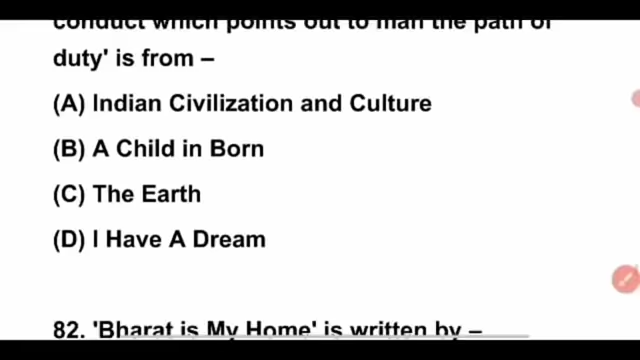 conduct which points out to man the path of
duty' is from –
(A) Indian Civilization and Culture
(B) A Child in Born
(C) The Earth
(D) I Have A Dream
82. 'Bharat is My Home' is written by –